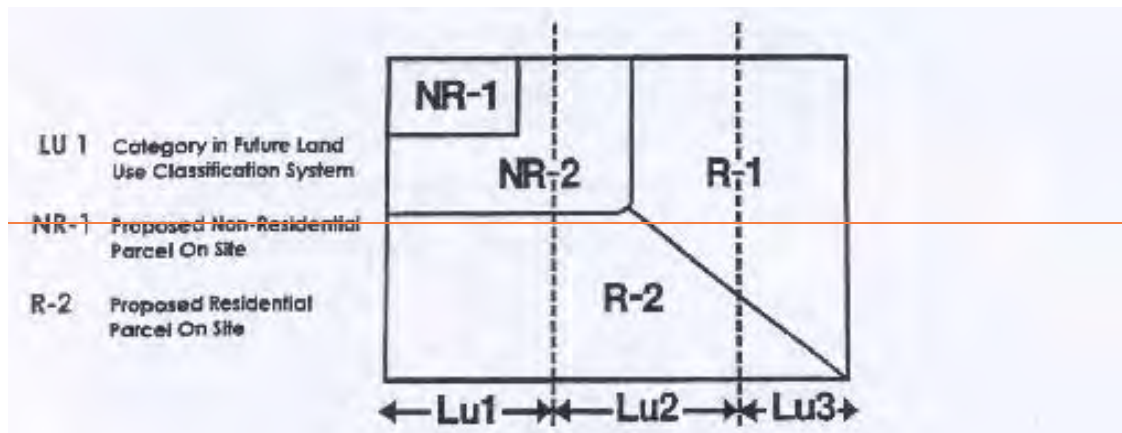 LU 1 Category in Future Land
Use Classification System
NR-1 Proposed Non-Residential
Parcel On Site
R-2 Proposed Residential
Parcel On Site
NR-1
NR-2
R-1
R-2
Lu1 Lu2 Lu3